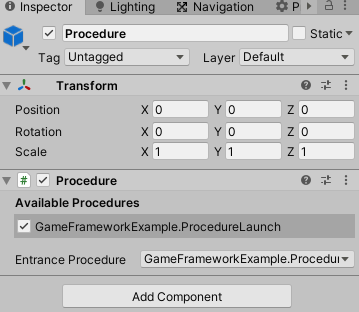 Inspector Lighting Navigation P
Procedure Static
Tag Untagged Layer Default
Transform
Position X 0 Y 0 Z 0
Rotation X 0 Y 0 Z 0
Scale X 1 Y 1 Z 1
# Procedure
Available Procedures
GameFrameworkExample.ProcedureLaunch
Entrance Procedure GameFrameworkExample.Procedur
Add Component